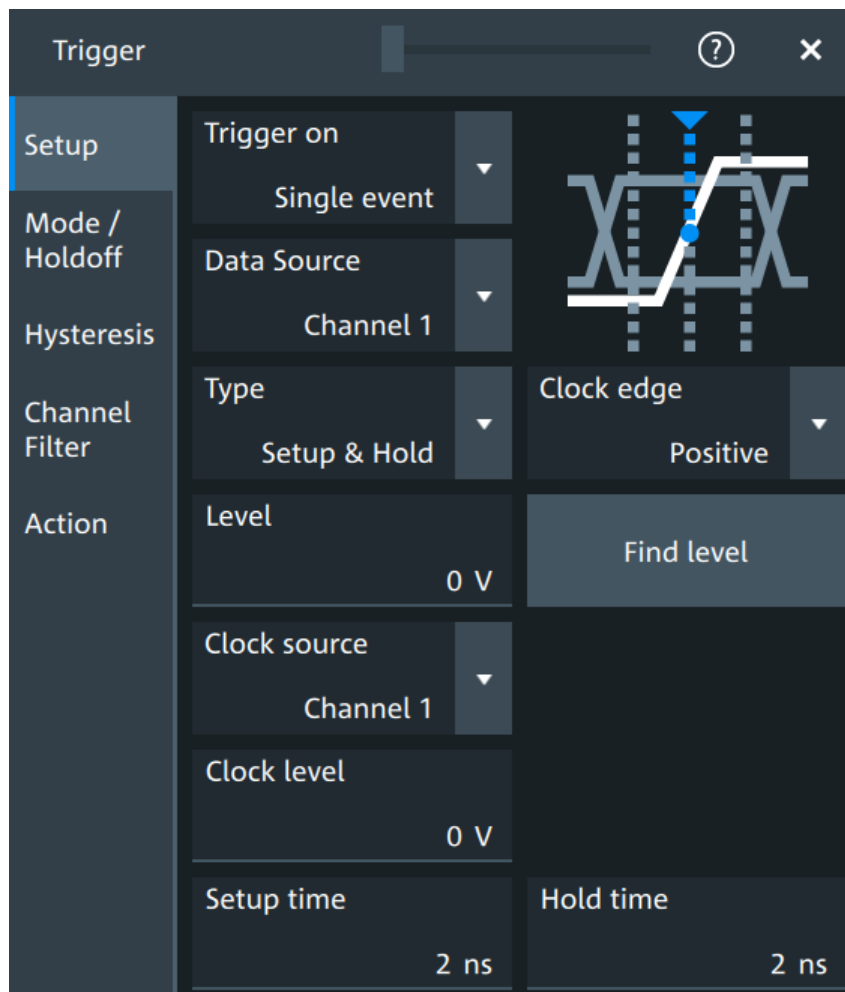 Trigger
?
Setup
Mode /
Holdoff
Hysteresis
Channel
Filter
Action
Trigger on
Single event
Data Source
Channel 1
Type
Setup & Hold
Clock edge
Positive
Level
0 V
Find level
Clock source
Channel 1
Clock level
0 V
Setup time
2 ns
Hold time
2 ns